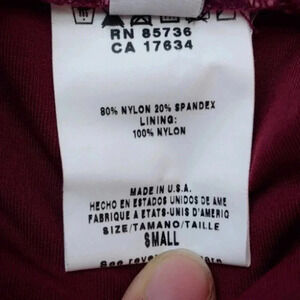 RN 85736
CA 17634
80% NYLON 20% SPANDEX
LINING:
100% NYLON
MADE IN U.S.A.
HECHO EN ESTADOS UNIDOS DE AME
FABRIQUE A ETATS-UNIS D'AMERIQ
SIZE/TAMANO/TAILLE
SMALL
See